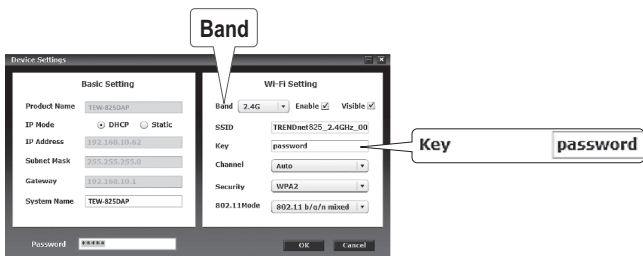 Band
Device Settings
Basic Setting
Product Name TEW-825DAP
IP Mode DHCP Static
IP Address 192.168.10.62
Subnet Mask 255.255.255.0
Gateway 192.168.10.1
System Name TEW-825DAP
Wi-Fi Setting
Band 2.4G Enable Visible
SSID TRENDnet825_2.4GHz_00
Key password
Channel Auto
Security WPA2
802.11Mode 802.11 b/g/n mixed
Key password
Password *****
OK Cancel